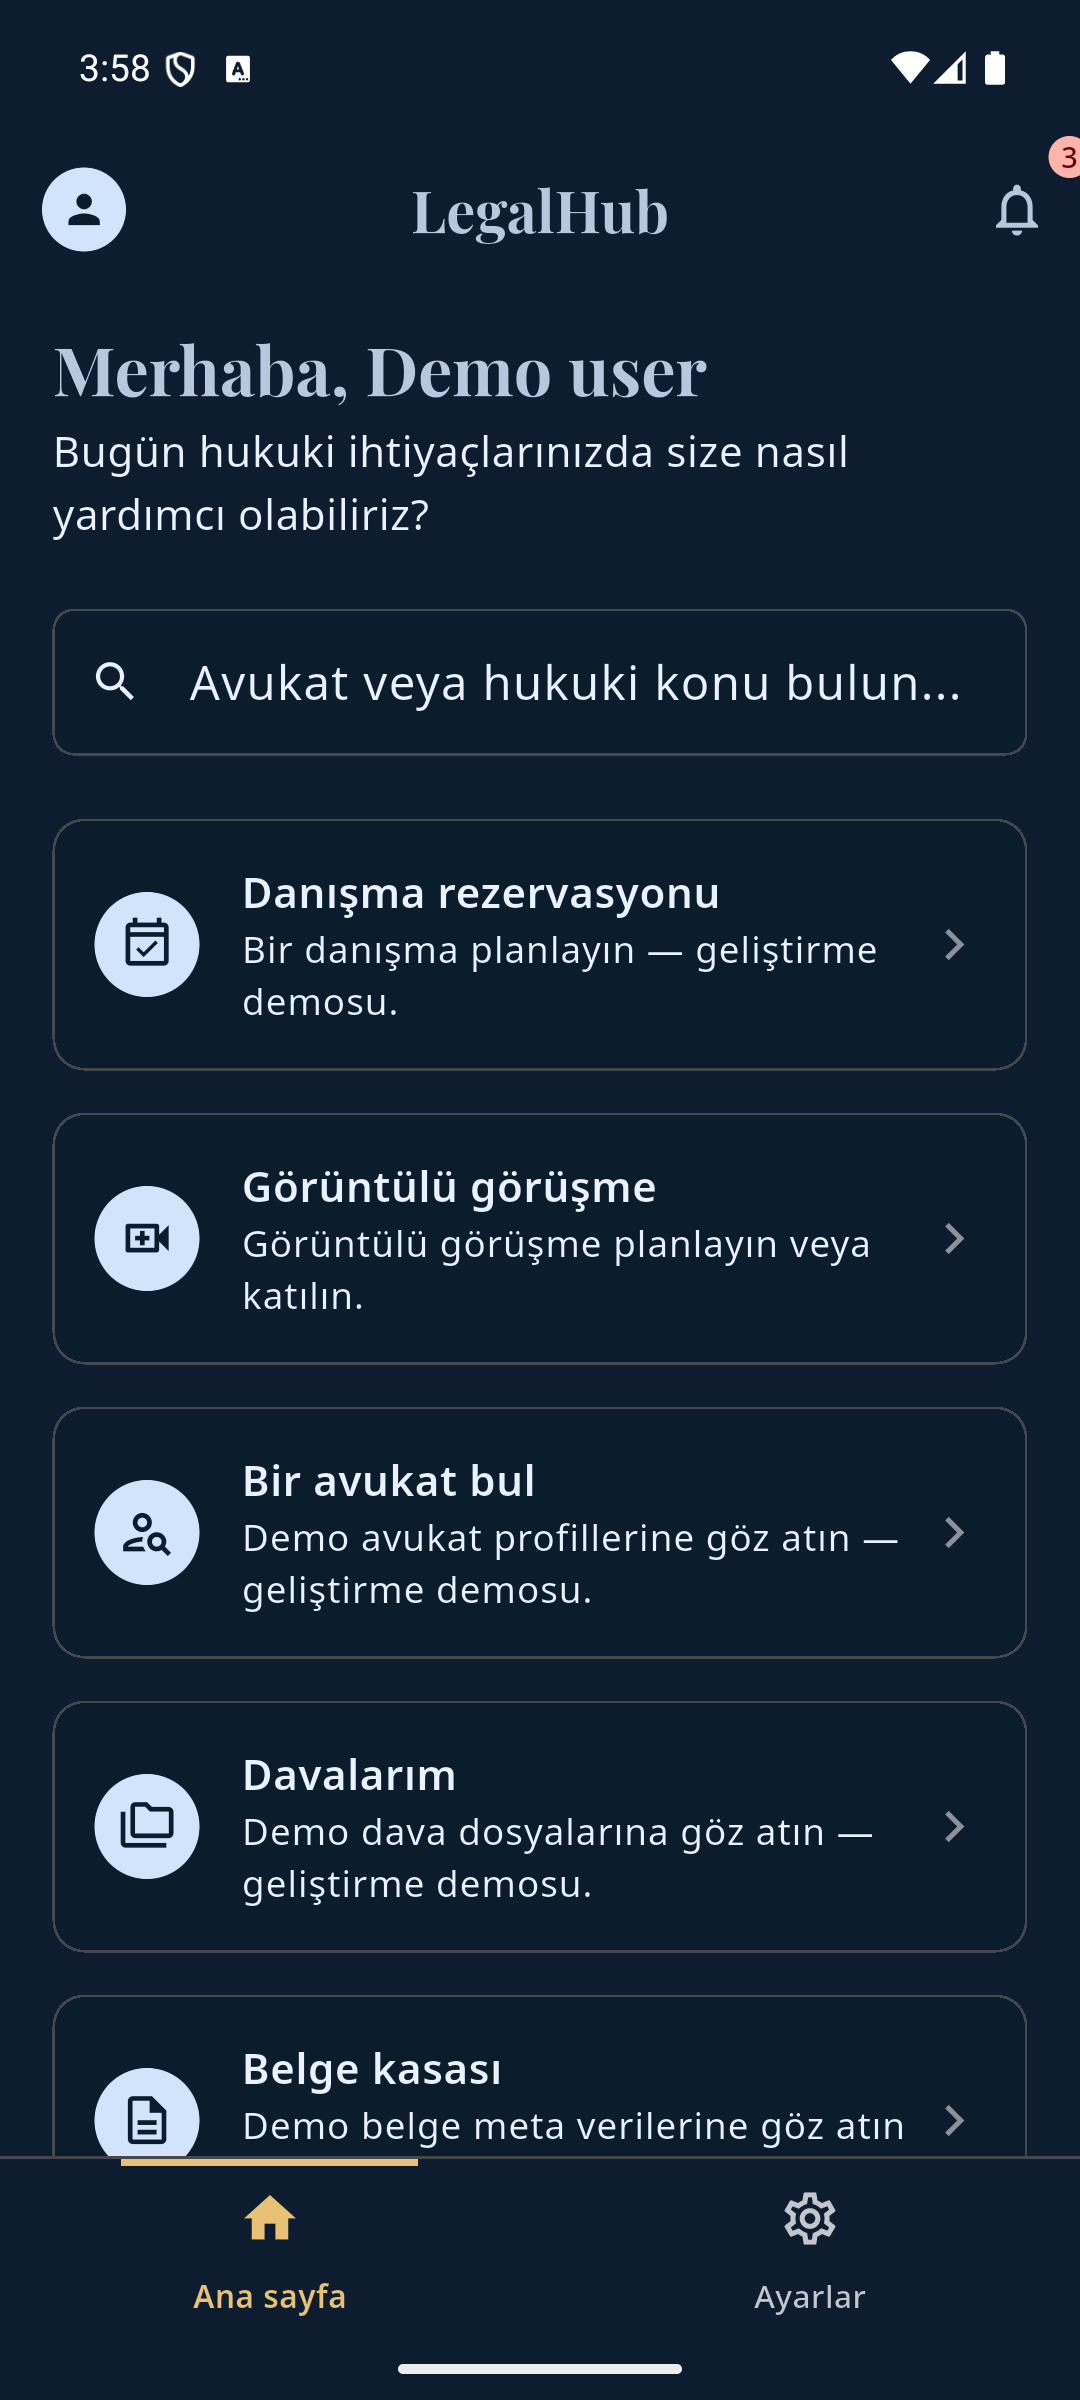 3:58
3
LegalHub
Merhaba, Demo user
Bugün hukuki ihtiyaçlarınızda size nasıl
yardımcı olabiliriz?
Avukat veya hukuki konu bulun...
Danışma rezervasyonu
Bir danışma planlayın — geliştirme
demosu.
Görüntülü görüşme
Görüntülü görüşme planlayın veya
katılın.
Bir avukat bul
Demo avukat profillerine göz atın —
geliştirme demosu.
Davalarım
Demo dava dosyalarına göz atın —
geliştirme demosu.
Belge kasası
Demo belge meta verilerine göz atın
Ana sayfa
Ayarlar